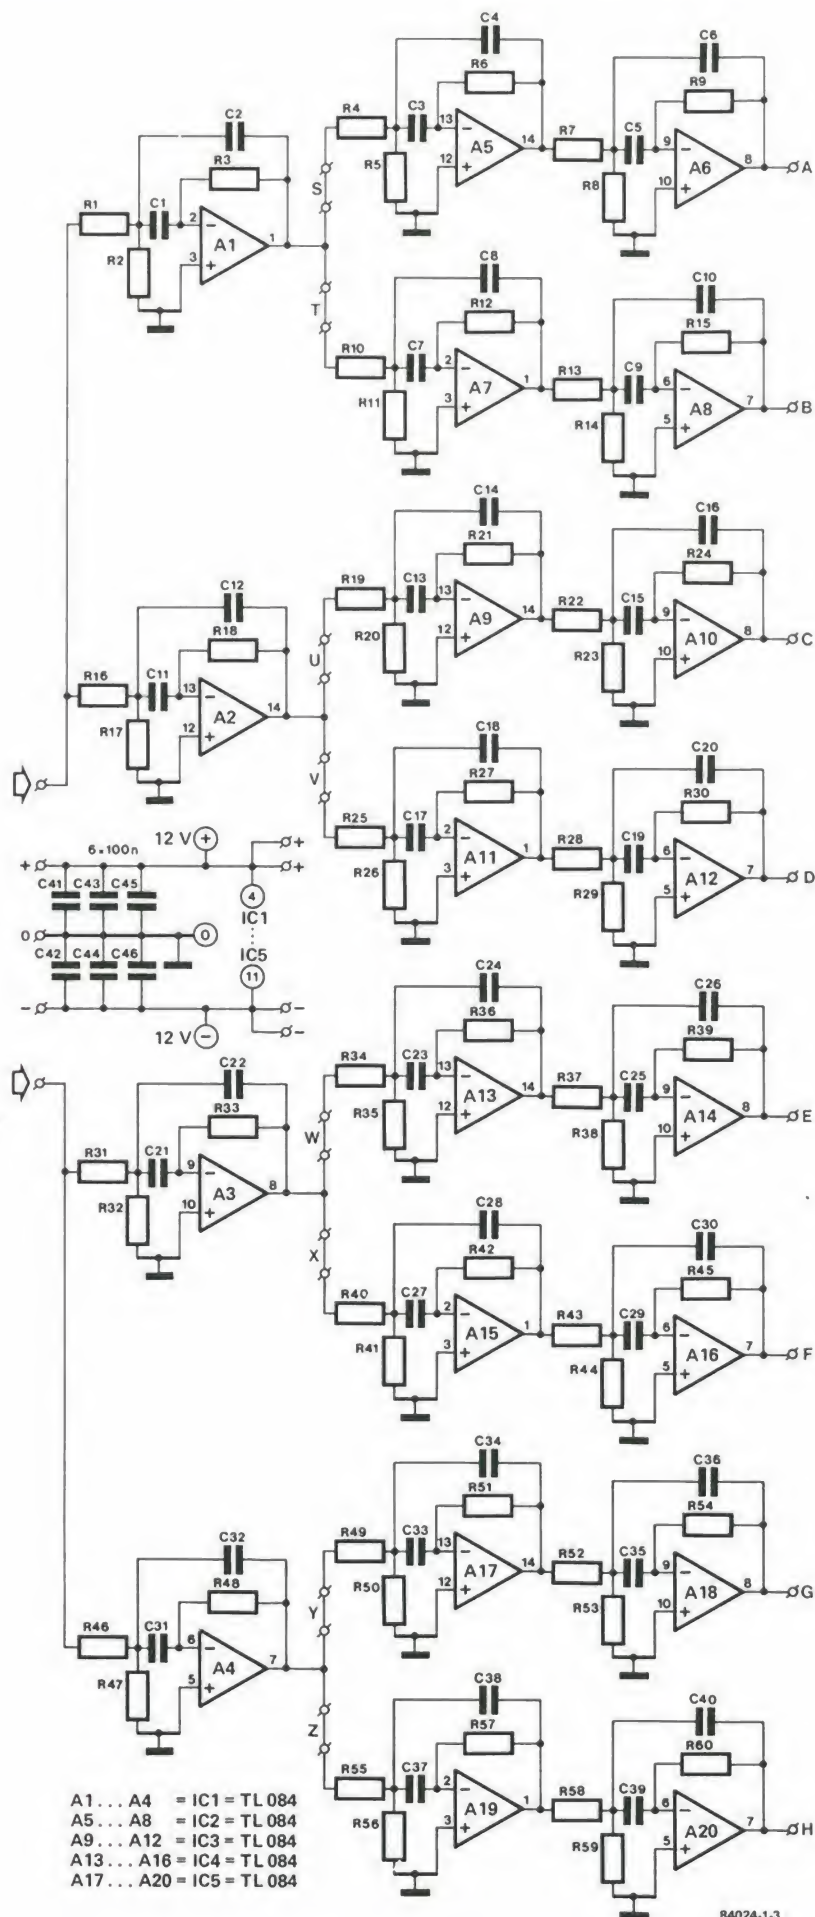 C4
R6
R4
C3
13
−
A5
14
12
+
R5
C6
R9
R7
C5
9
−
A6
8
A
10
+
R8
C2
R3
R1
C1
2
−
A1
1
3
+
R2
S
T
C8
R12
R10
C7
2
−
A7
1
3
+
R11
C10
R15
R13
C9
6
−
A8
7
B
5
+
R14
C14
R21
R19
C13
13
−
A9
14
12
+
R20
C16
R24
R22
C15
9
−
A10
8
C
10
+
R23
C12
R18
R16
C11
13
−
A2
14
12
+
R17
U
V
C18
R27
R25
C17
2
−
A11
1
3
+
R26
C20
R30
R28
C19
6
−
A12
7
D
5
+
R29
12 V +
6 × 100n
+
C41 C43 C45
0
0
C42 C44 C46
−
12 V −
+
+
4
IC1
IC5
11
−
−
C24
R36
R34
C23
13
−
A13
14
12
+
R35
C26
R39
R37
C25
9
−
A14
8
E
10
+
R38
C22
R33
R31
C21
9
−
A3
8
10
+
R32
W
X
C28
R42
R40
C27
2
−
A15
1
3
+
R41
C30
R45
R43
C29
6
−
A16
7
F
5
+
R44
C34
R51
R49
C33
13
−
A17
14
12
+
R50
C36
R54
R52
C35
9
−
A18
8
G
10
+
R53
C32
R48
R46
C31
6
−
A4
7
5
+
R47
Y
Z
C38
R57
R55
C37
2
−
A19
1
3
+
R56
C40
R60
R58
C39
6
−
A20
7
H
5
+
R59
A1 . . . A4 = IC1 = TL 084
A5 . . . A8 = IC2 = TL 084
A9 . . . A12 = IC3 = TL 084
A13 . . . A16 = IC4 = TL 084
A17 . . . A20 = IC5 = TL 084
84024-1-3